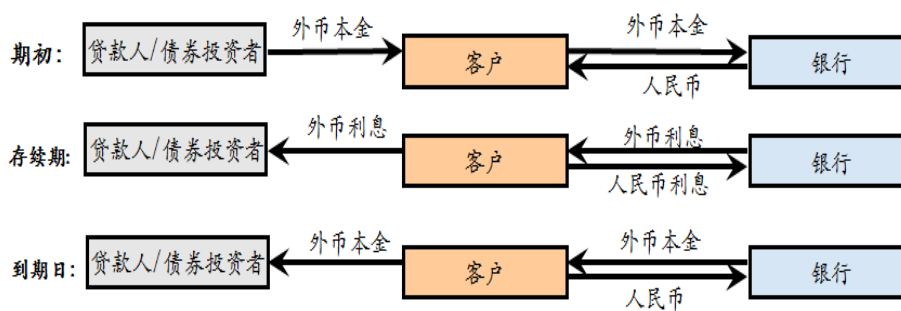 期初：
贷款人/债券投资者
外币本金
客户
外币本金
人民币
银行
存续期:
贷款人/债券投资者
外币利息
客户
外币利息
人民币利息
银行
到期日:
贷款人/债券投资者
外币本金
客户
外币本金
人民币
银行